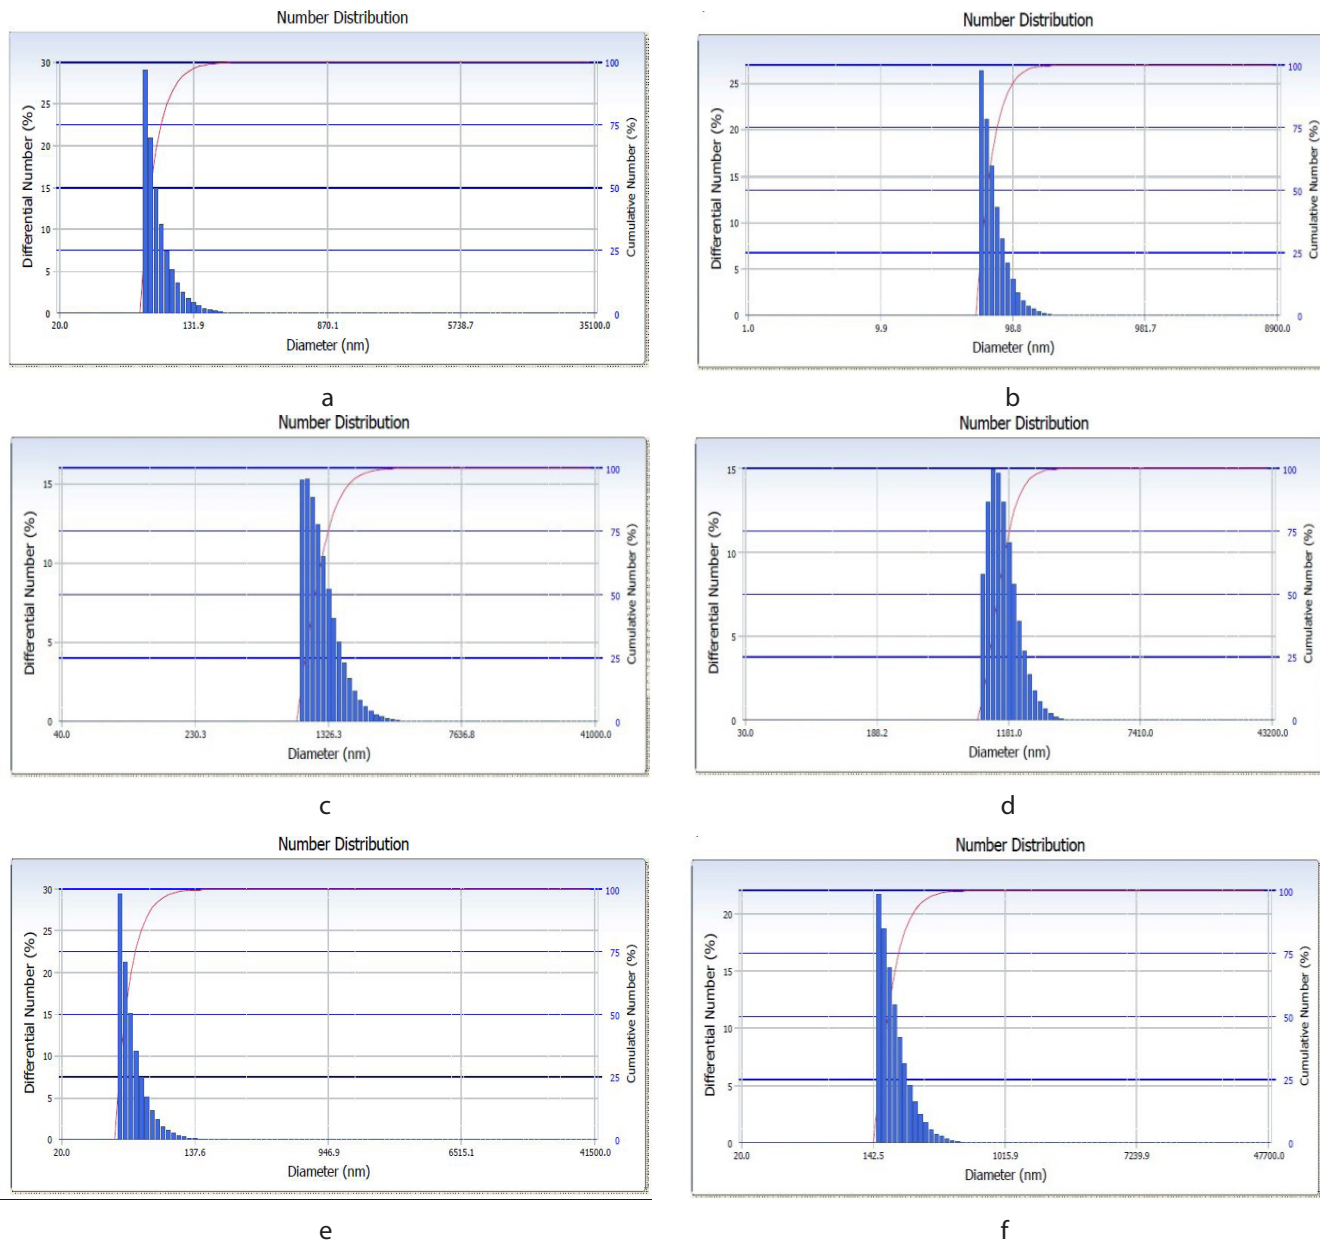 Number Distribution
Differential Number (%)
30
25
20
15
10
5
0
100
75
50
25
0
Cumulative Number (%)
20.0 131.9 870.1 5738.7 35100.0
Diameter (nm)
a
Number Distribution
Differential Number (%)
25
20
15
10
5
0
100
75
50
25
0
Cumulative Number (%)
1.0 9.9 98.8 981.7 8900.0
Diameter (nm)
b
Number Distribution
Differential Number (%)
15
10
5
0
100
75
50
25
0
Cumulative Number (%)
40.0 230.3 1326.3 7636.8 41000.0
Diameter (nm)
c
Number Distribution
Differential Number (%)
15
10
5
0
100
75
50
25
0
Cumulative Number (%)
30.0 188.2 1181.0 7410.0 43200.0
Diameter (nm)
d
Number Distribution
Differential Number (%)
30
25
20
15
10
5
0
100
75
50
25
0
Cumulative Number (%)
20.0 137.6 946.9 6515.1 41500.0
Diameter (nm)
e
Number Distribution
Differential Number (%)
20
15
10
5
0
100
75
50
25
0
Cumulative Number (%)
20.0 142.5 1015.9 7239.9 47700.0
Diameter (nm)
f